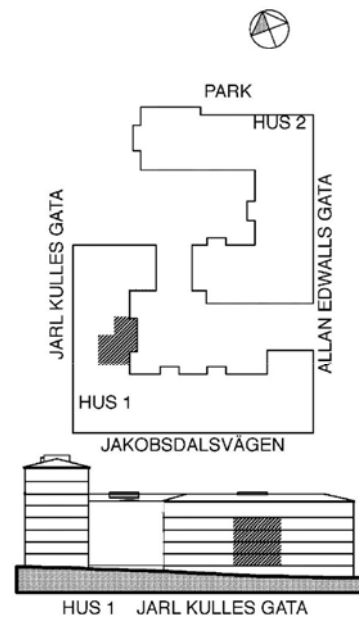 PARK
HUS 2
JARL KULLES GATA
ALLAN EDWALLS GATA
HUS 1
JAKOBSDALSVÄGEN
HUS 1 JARL KULLES GATA